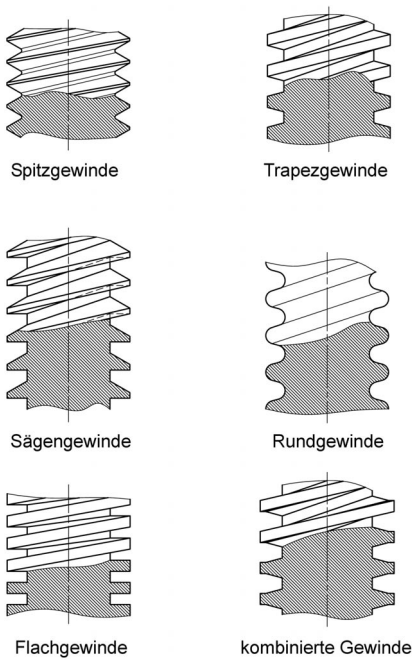 Spitzgewinde
Trapezgewinde
Sägengewinde
Rundgewinde
Flachgewinde
kombinierte Gewinde